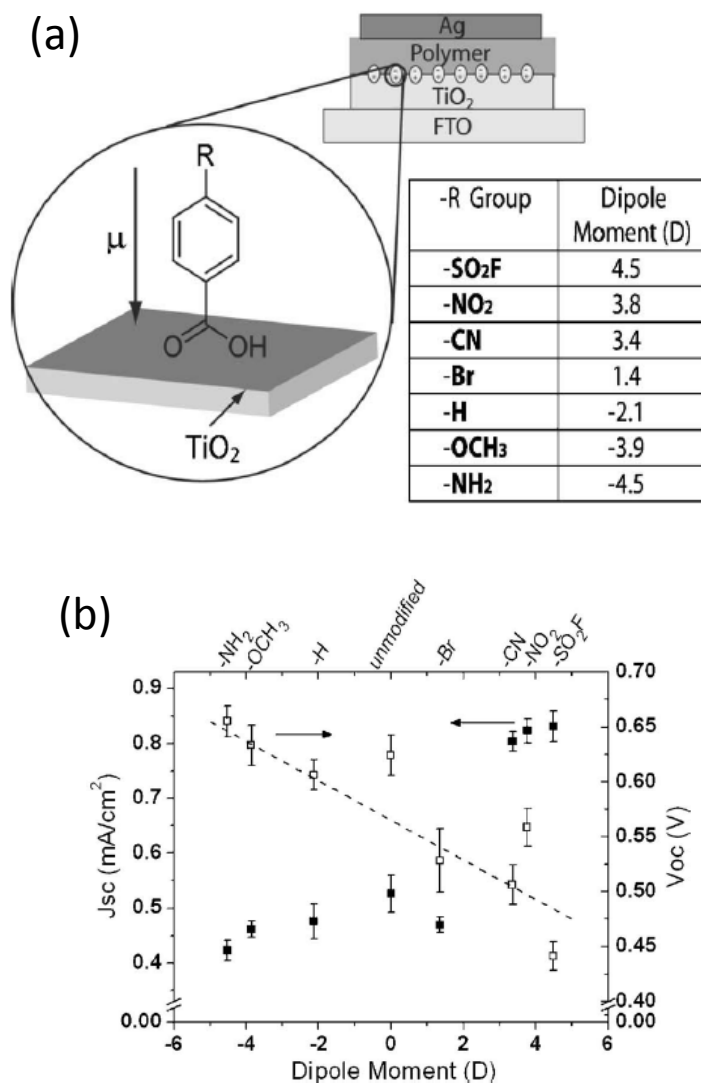 (a)
Ag
Polymer
TiO2
FTO
R
μ
O
OH
TiO2
-R Group Dipole Moment (D)
-SO2F 4.5
-NO2 3.8
-CN 3.4
-Br 1.4
-H -2.1
-OCH3 -3.9
-NH2 -4.5
(b)
-NH2 -OCH3 -H unmodified -Br -CN -NO2 -SO2F
0.9 0.8 0.7 0.6 0.5 0.4 0.00
Jsc (mA/cm2)
0.70 0.65 0.60 0.55 0.50 0.45 0.40 0.00
Voc (V)
-6 -4 -2 0 2 4 6
Dipole Moment (D)